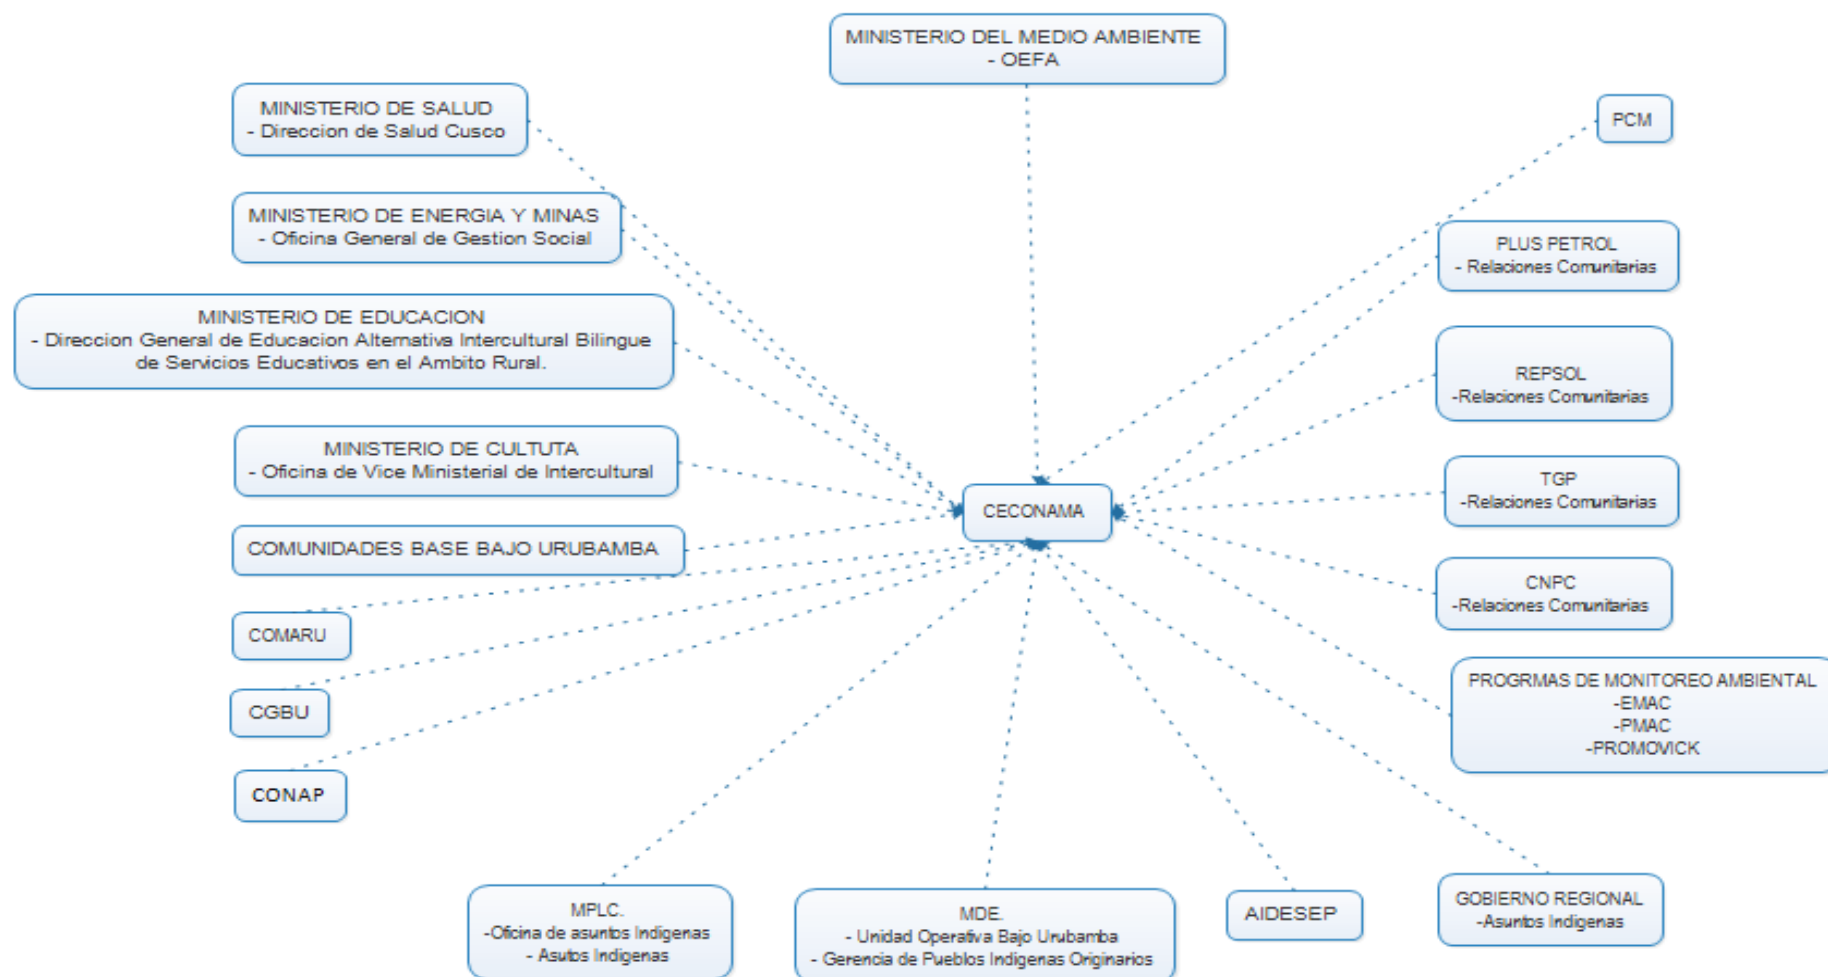 MINISTERIO DEL MEDIO AMBIENTE
- OEFA
MINISTERIO DE SALUD
- Direccion de Salud Cusco
PCM
MINISTERIO DE ENERGIA Y MINAS
- Oficina General de Gestion Social
PLUS PETROL
- Relaciones Comunitarias
MINISTERIO DE EDUCACION
- Direccion General de Educacion Alternativa Intercultural Bilingue
de Servicios Educativos en el Ambito Rural.
REPSOL
-Relaciones Comunitarias
MINISTERIO DE CULTUTA
- Oficina de Vice Ministerial de Intercultural
TGP
-Relaciones Comunitarias
CECONAMA
COMUNIDADES BASE BAJO URUBAMBA
CNPC
-Relaciones Comunitarias
COMARU
PROGRMAS DE MONITOREO AMBIENTAL
-EMAC
-PMAC
-PROMOVICK
CGBU
CONAP
MPLC.
-Oficina de asuntos Indigenas
- Asutos Indigenas
MDE.
- Unidad Operativa Bajo Urubamba
- Gerencia de Pueblos Indigenas Originarios
AIDESEP
GOBIERNO REGIONAL
-Asuntos Indigenas